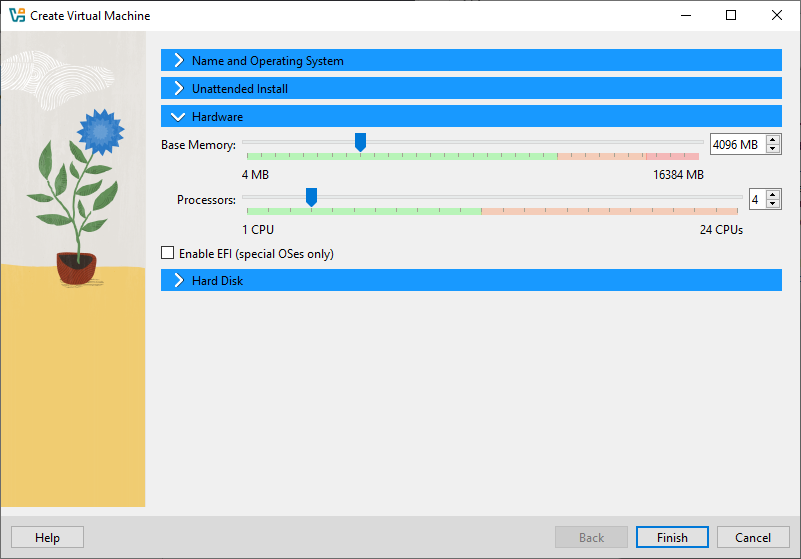 Create Virtual Machine
Name and Operating System
Unattended Install
Hardware
Base Memory: 4096 MB
4 MB 16384 MB
Processors: 4
1 CPU 24 CPUs
Enable EFI (special OSes only)
Hard Disk
Help Back Finish Cancel